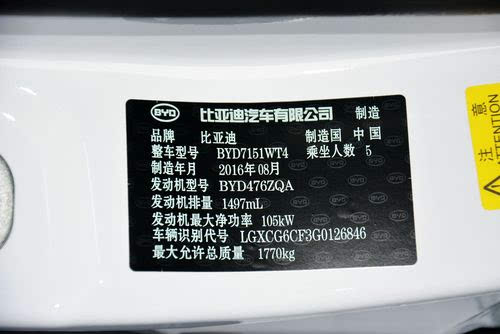 BYD 比亚迪汽车有限公司 制造
品牌 比亚迪 制造国 中国
整车型号 BYD7151WT4 乘坐人数 5
制造年月 2016年08月
发动机型号 BYD476ZQA
发动机排量 1497mL
发动机最大净功率 105kW
车辆识别代号 LGXCG6CF3G0126846
最大允许总质量 1770kg
注意